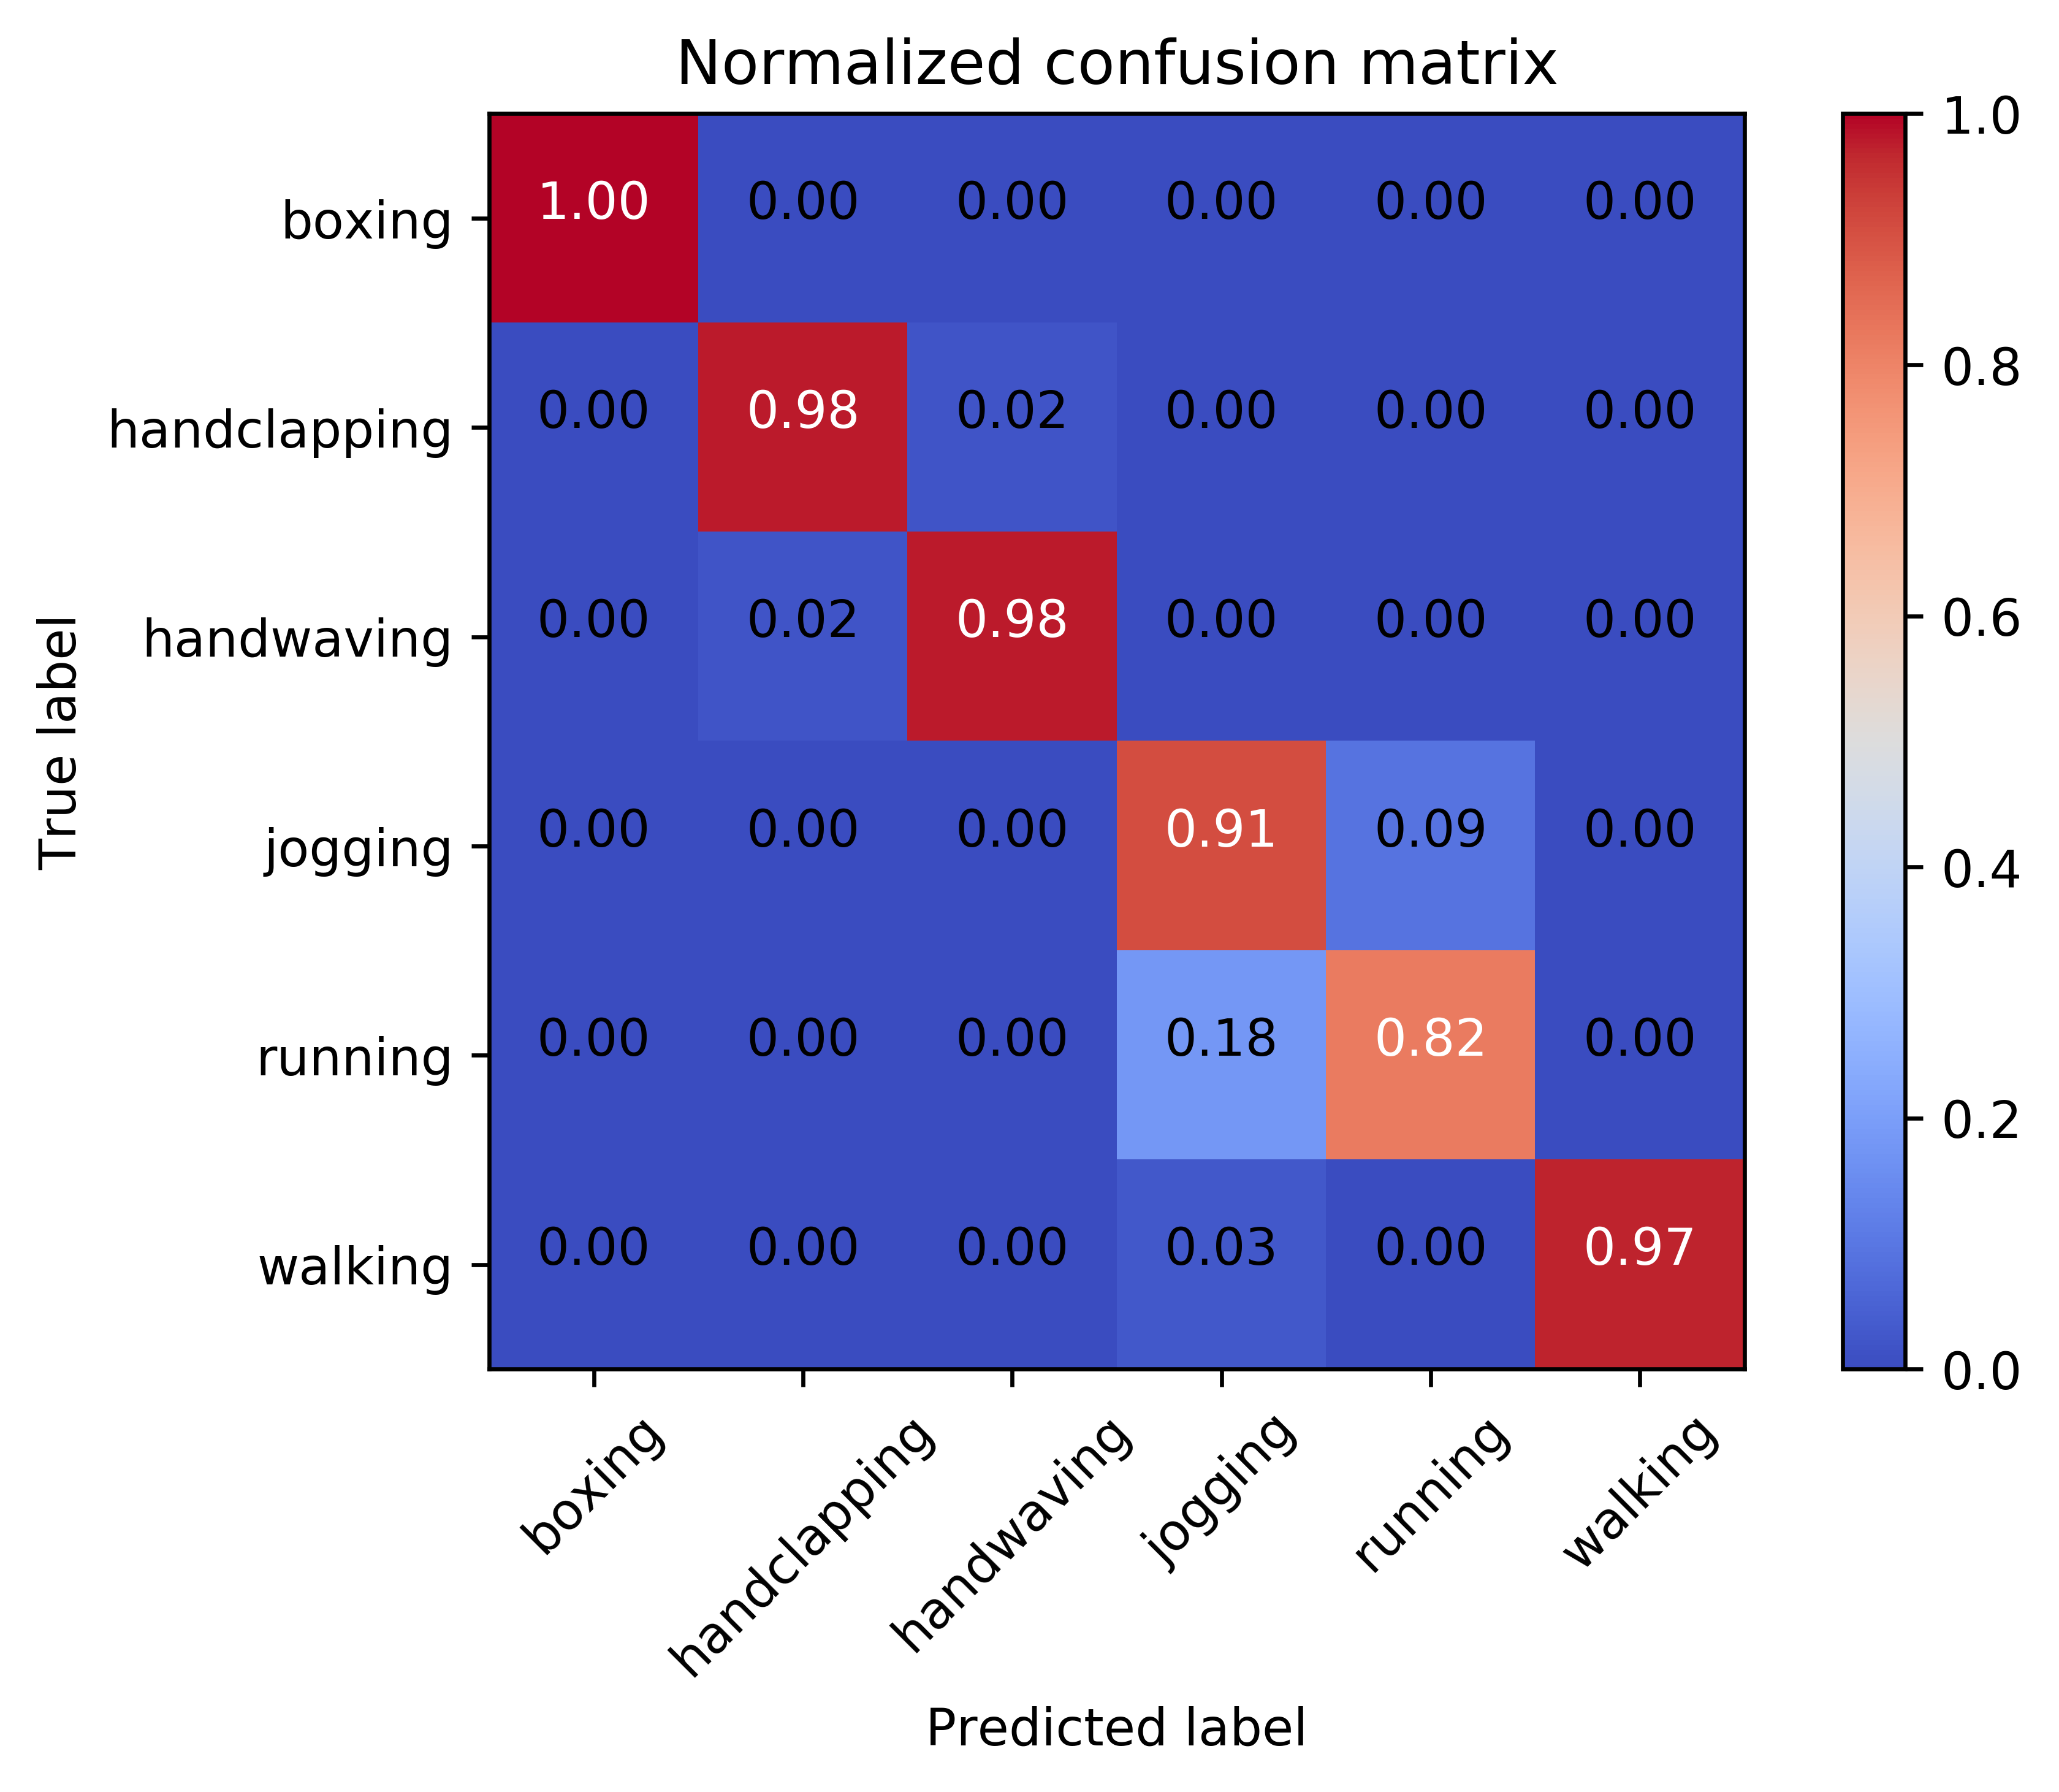 Normalized confusion matrix
True label
boxing 1.00 0.00 0.00 0.00 0.00 0.00
handclapping 0.00 0.98 0.02 0.00 0.00 0.00
handwaving 0.00 0.02 0.98 0.00 0.00 0.00
jogging 0.00 0.00 0.00 0.91 0.09 0.00
running 0.00 0.00 0.00 0.18 0.82 0.00
walking 0.00 0.00 0.00 0.03 0.00 0.97
boxing handclapping handwaving jogging running walking
Predicted label
1.0
0.8
0.6
0.4
0.2
0.0